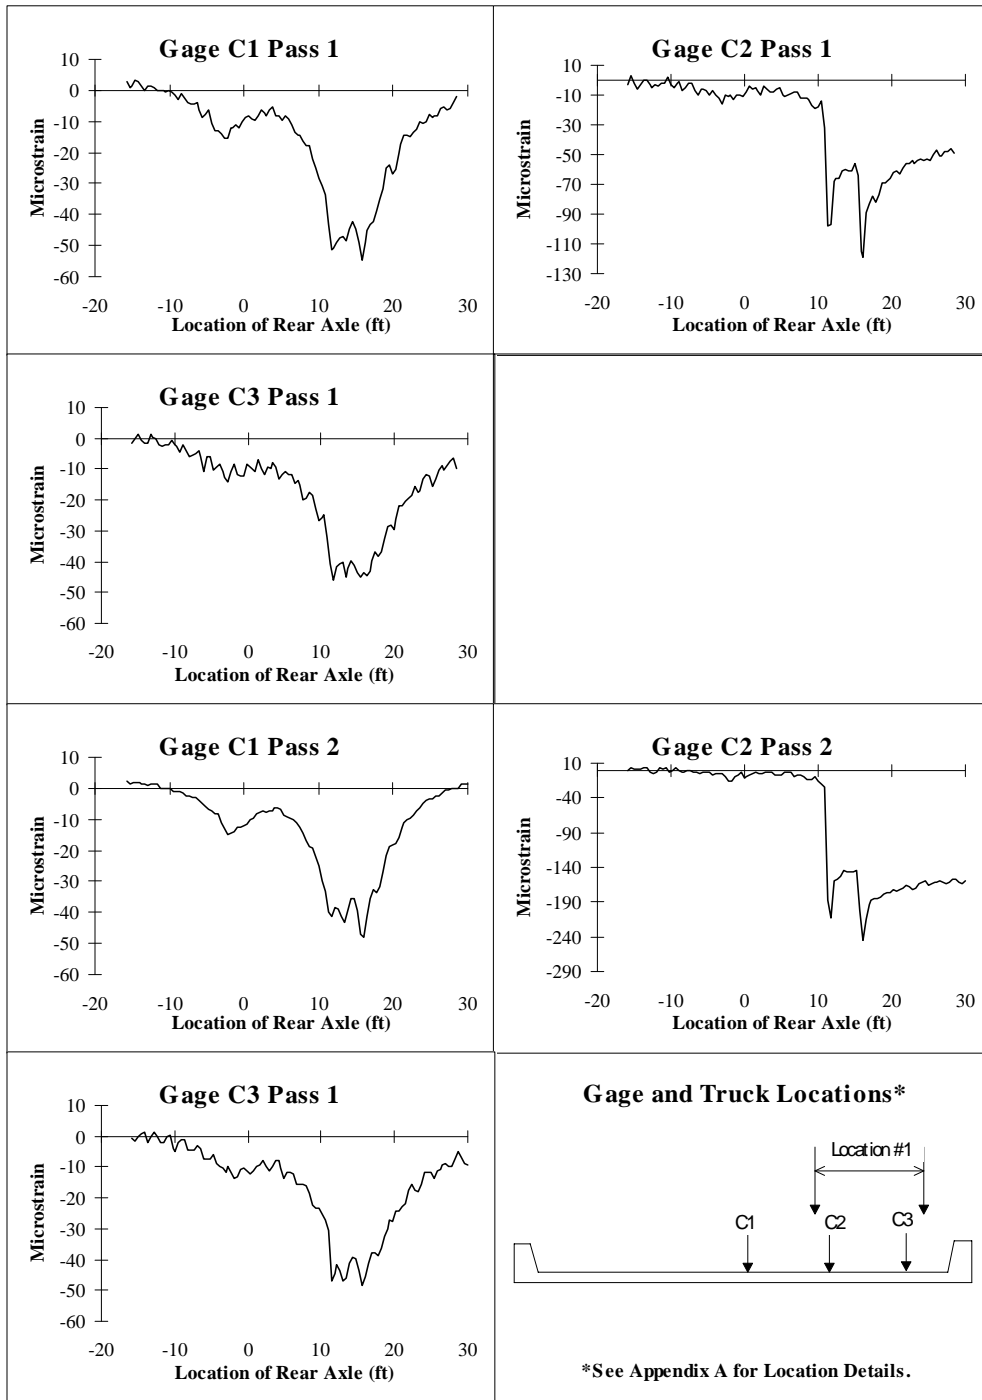 Gage C1 Pass 1
10
0
-10
-20
-30
-40
-50
-60
Microstrain
-20 -10 0 10 20 30
Location of Rear Axle (ft)
Gage C2 Pass 1
10
-10
-30
-50
-70
-90
-110
-130
Microstrain
-20 -10 0 10 20 30
Location of Rear Axle (ft)
Gage C3 Pass 1
10
0
-10
-20
-30
-40
-50
-60
Microstrain
-20 -10 0 10 20 30
Location of Rear Axle (ft)
Gage C1 Pass 2
10
0
-10
-20
-30
-40
-50
-60
Microstrain
-20 -10 0 10 20 30
Location of Rear Axle (ft)
Gage C2 Pass 2
10
-40
-90
-140
-190
-240
-290
Microstrain
-20 -10 0 10 20 30
Location of Rear Axle (ft)
Gage C3 Pass 1
10
0
-10
-20
-30
-40
-50
-60
Microstrain
-20 -10 0 10 20 30
Location of Rear Axle (ft)
Gage and Truck Locations*
Location #1
C1 C2 C3
*See Appendix A for Location Details.